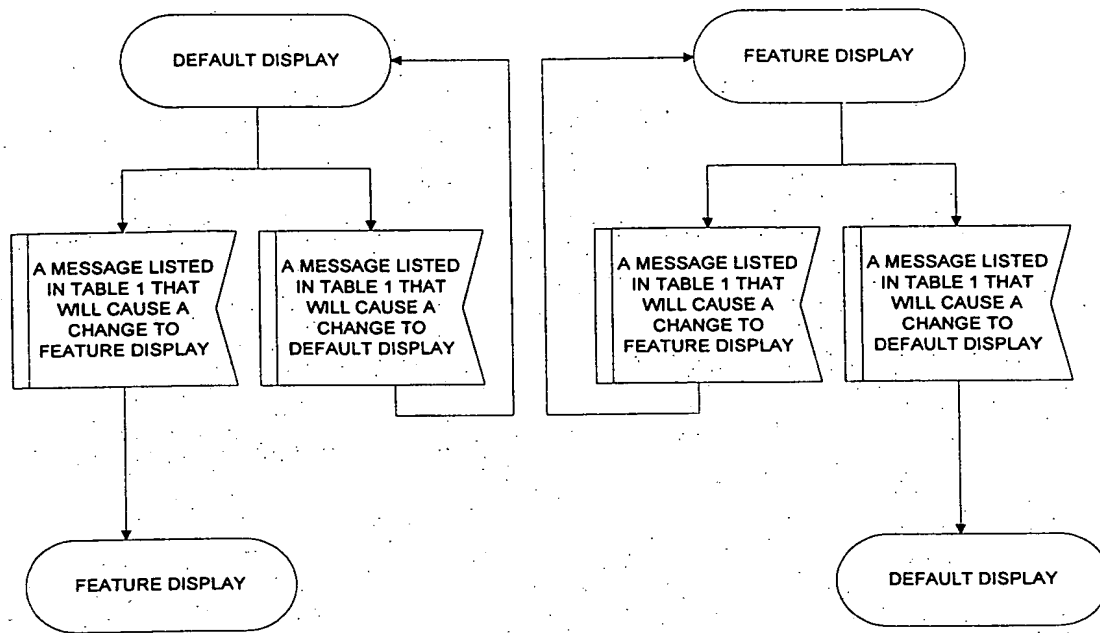 DEFAULT DISPLAY
FEATURE DISPLAY
A MESSAGE LISTED
IN TABLE 1 THAT
WILL CAUSE A
CHANGE TO
FEATURE DISPLAY
A MESSAGE LISTED
IN TABLE 1 THAT
WILL CAUSE A
CHANGE TO
DEFAULT DISPLAY
A MESSAGE LISTED
IN TABLE 1 THAT
WILL CAUSE A
CHANGE TO
FEATURE DISPLAY
A MESSAGE LISTED
IN TABLE 1 THAT
WILL CAUSE A
CHANGE TO
DEFAULT DISPLAY
FEATURE DISPLAY
DEFAULT DISPLAY